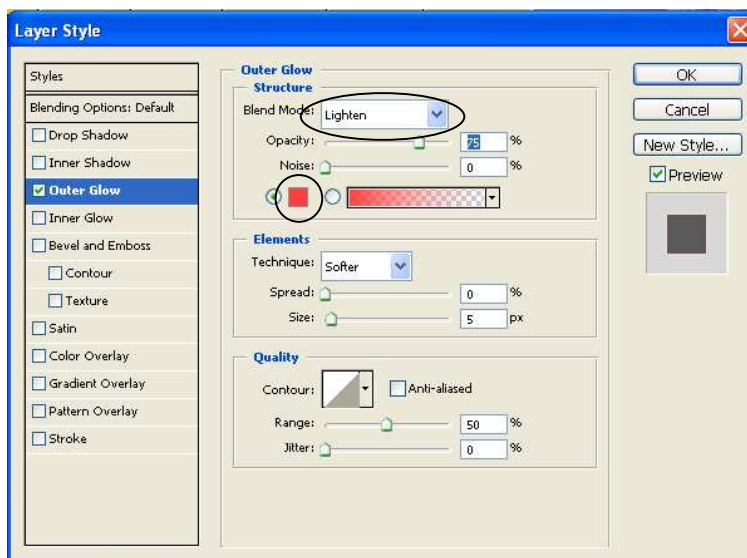 Layer Style
Styles
Blending Options: Default
Drop Shadow
Inner Shadow
Outer Glow
Inner Glow
Bevel and Emboss
Contour
Texture
Satin
Color Overlay
Gradient Overlay
Pattern Overlay
Stroke
Outer Glow
Structure
Blend Mode: Lighten
Opacity: 75 %
Noise: 0 %
Elements
Technique: Softer
Spread: 0 %
Size: 5 px
Quality
Contour: Anti-aliased
Range: 50 %
Jitter: 0 %
OK
Cancel
New Style...
Preview